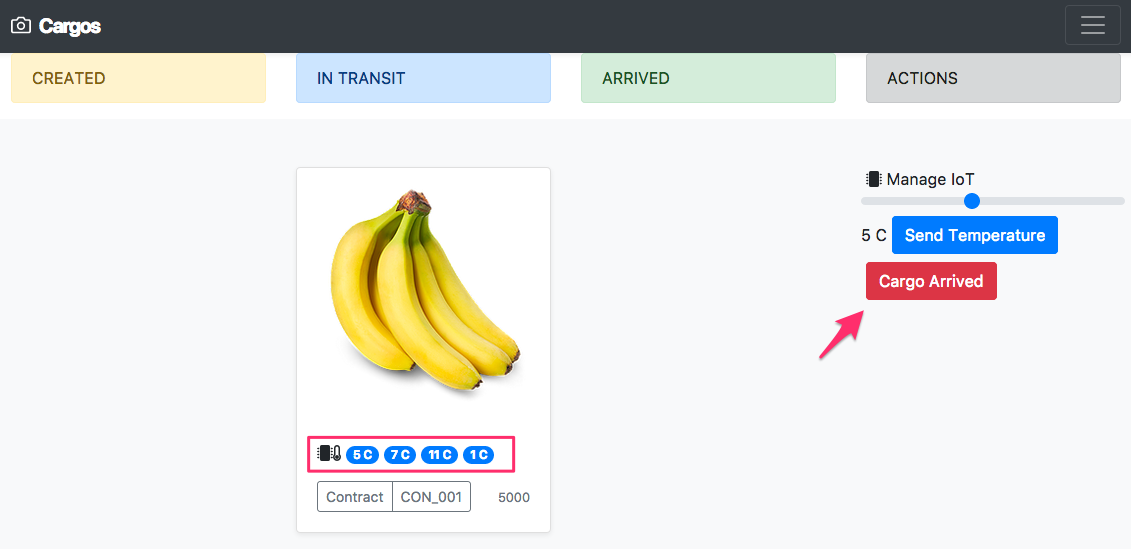 Cargos
CREATED
IN TRANSIT
ARRIVED
ACTIONS
Manage IoT
5 C Send Temperature
Cargo Arrived
5 C 7 C 11 C 1 C
Contract CON_001 5000